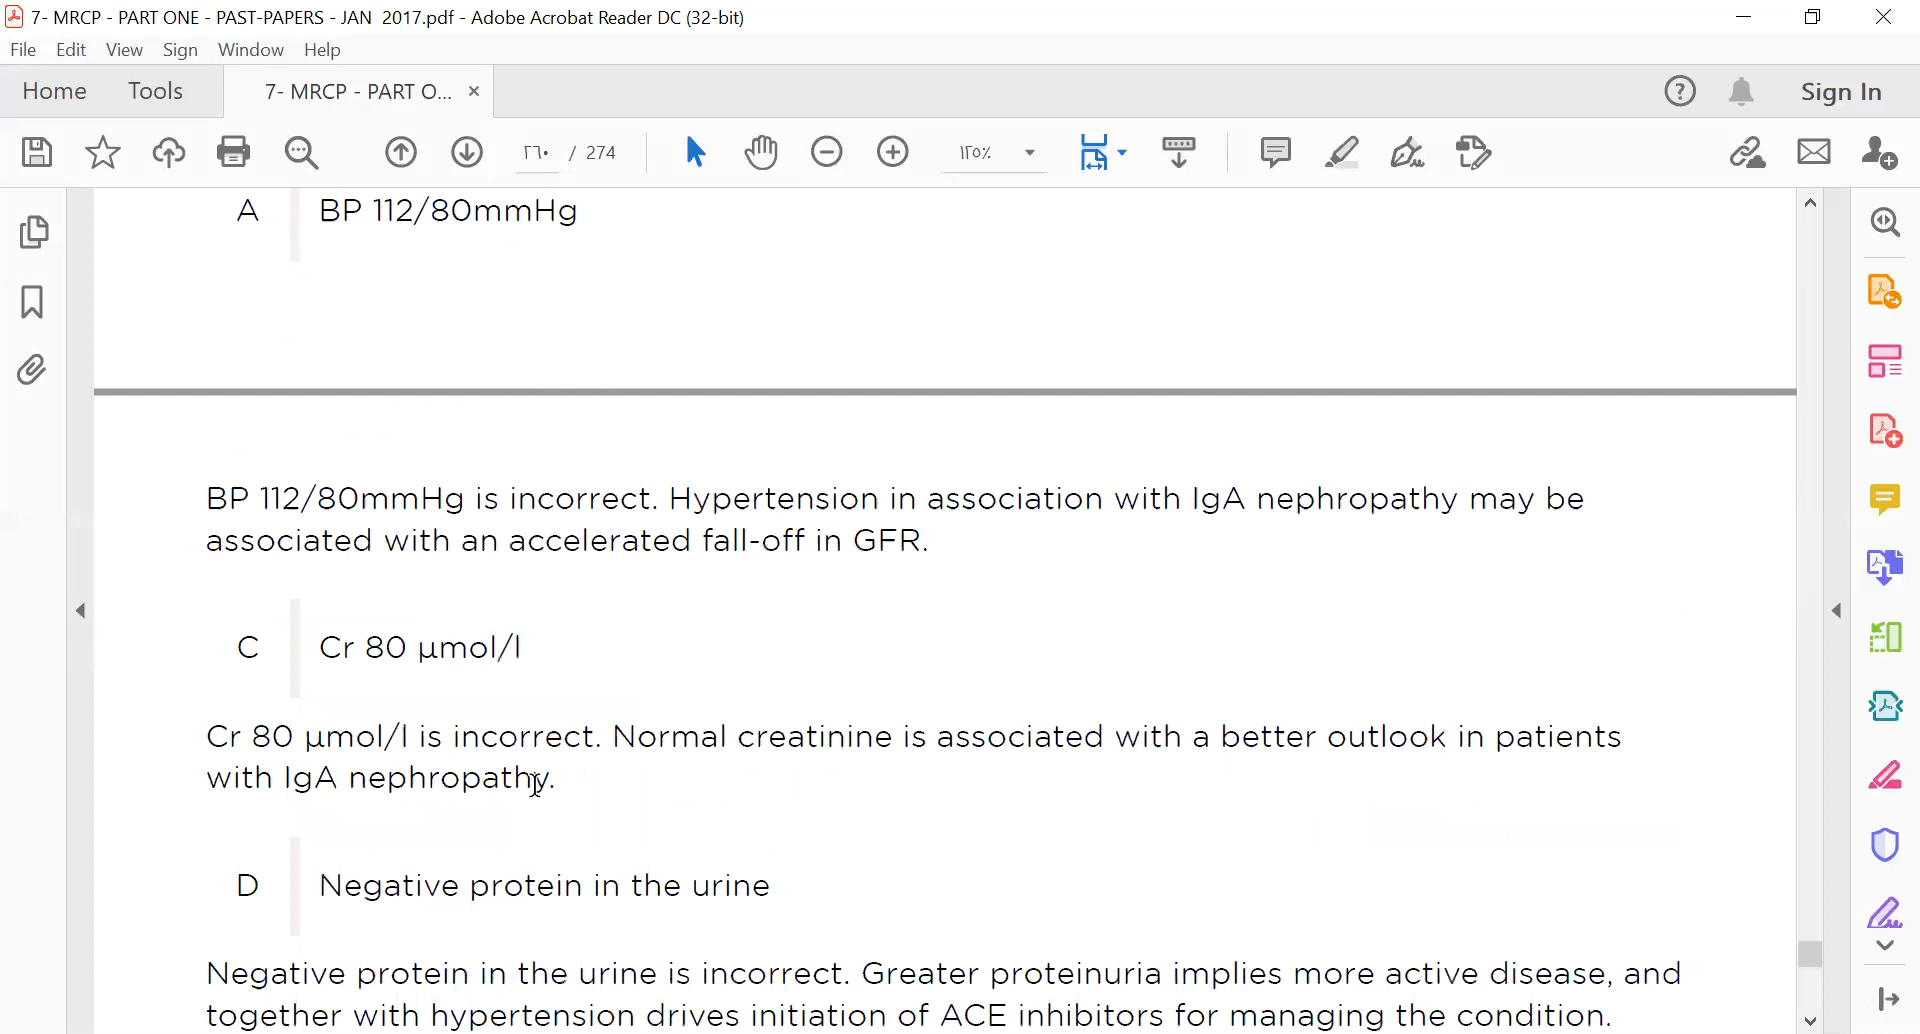 7- MRCP - PART ONE - PAST-PAPERS - JAN 2017.pdf - Adobe Acrobat Reader DC (32-bit)
File Edit View Sign Window Help
Home Tools 7- MRCP - PART O... × Sign In
٢٦٠ / 274 ١٢٥%
A BP 112/80mmHg
BP 112/80mmHg is incorrect. Hypertension in association with IgA nephropathy may be
associated with an accelerated fall-off in GFR.
C Cr 80 µmol/l
Cr 80 µmol/l is incorrect. Normal creatinine is associated with a better outlook in patients
with IgA nephropathy.
D Negative protein in the urine
Negative protein in the urine is incorrect. Greater proteinuria implies more active disease, and
together with hypertension drives initiation of ACE inhibitors for managing the condition.